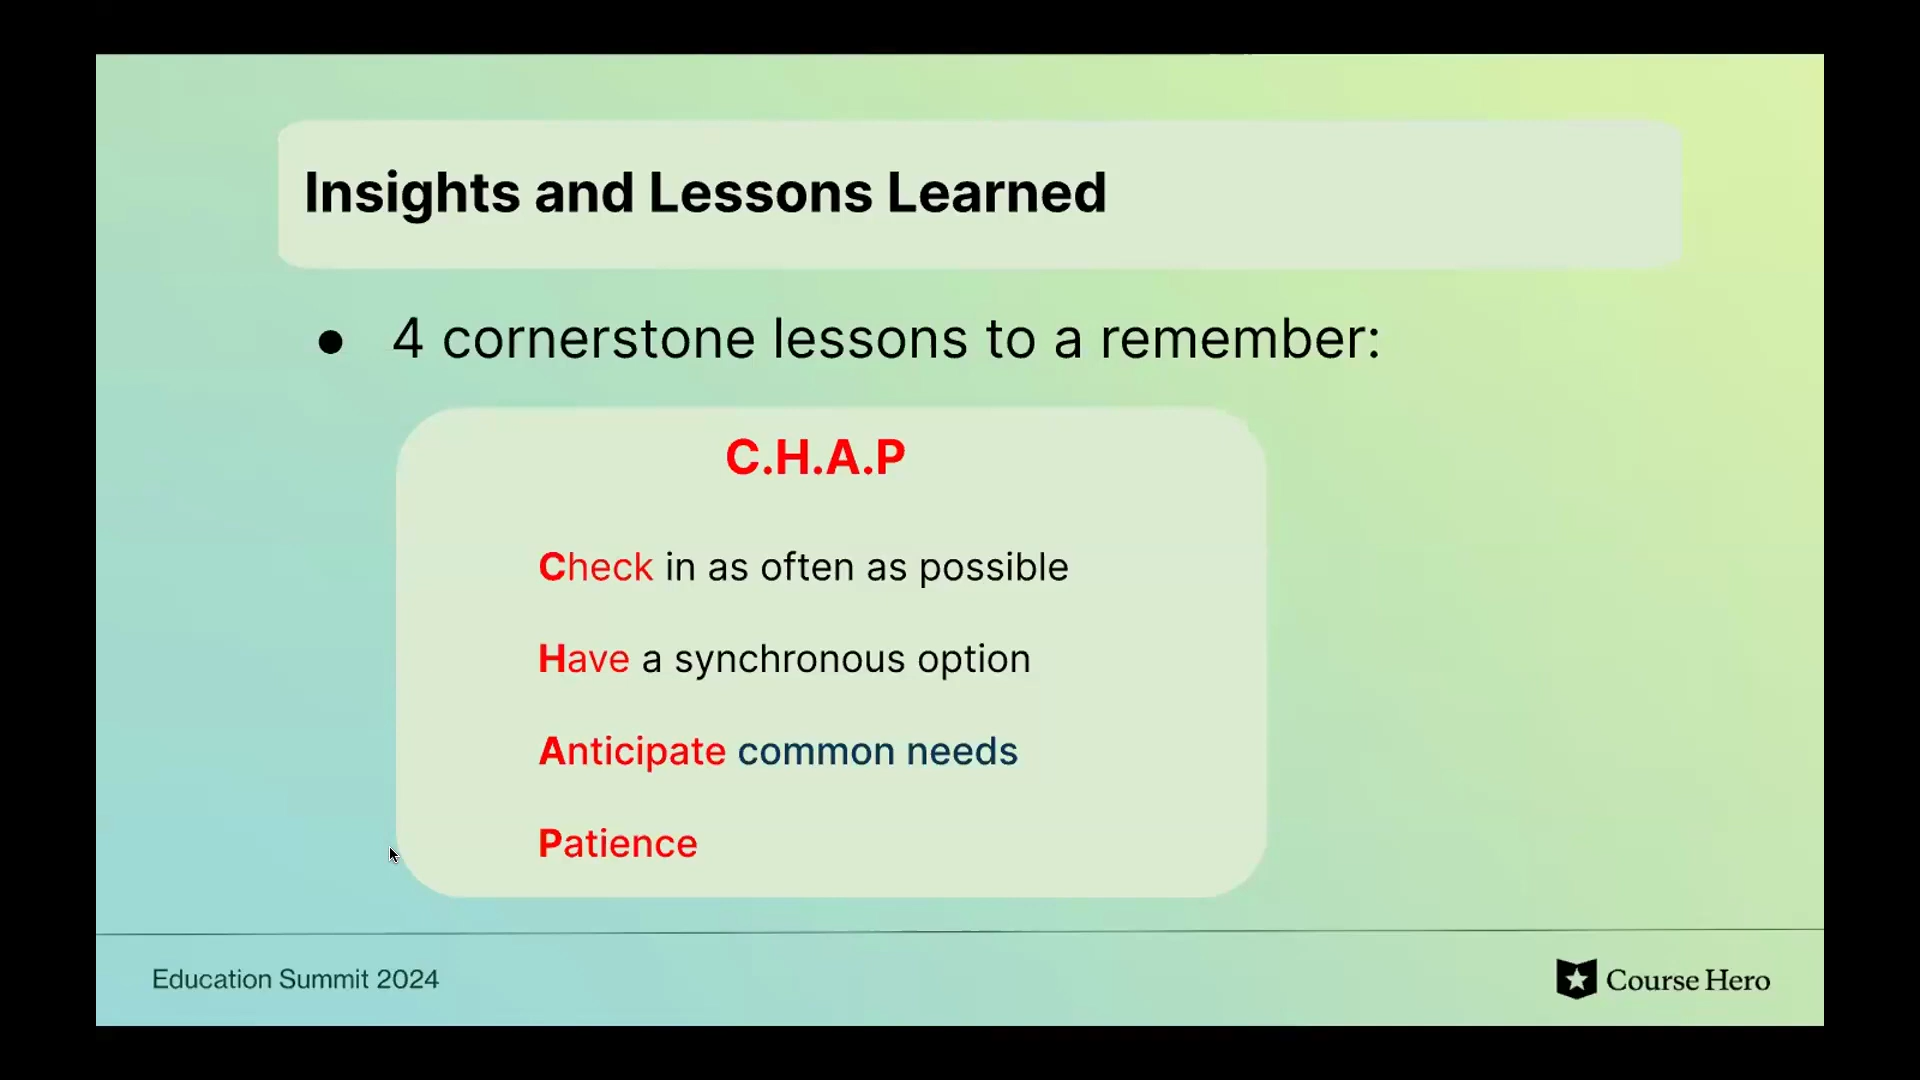 Insights and Lessons Learned
● 4 cornerstone lessons to a remember:
C.H.A.P
Check in as often as possible
Have a synchronous option
Anticipate common needs
Patience
Education Summit 2024
Course Hero